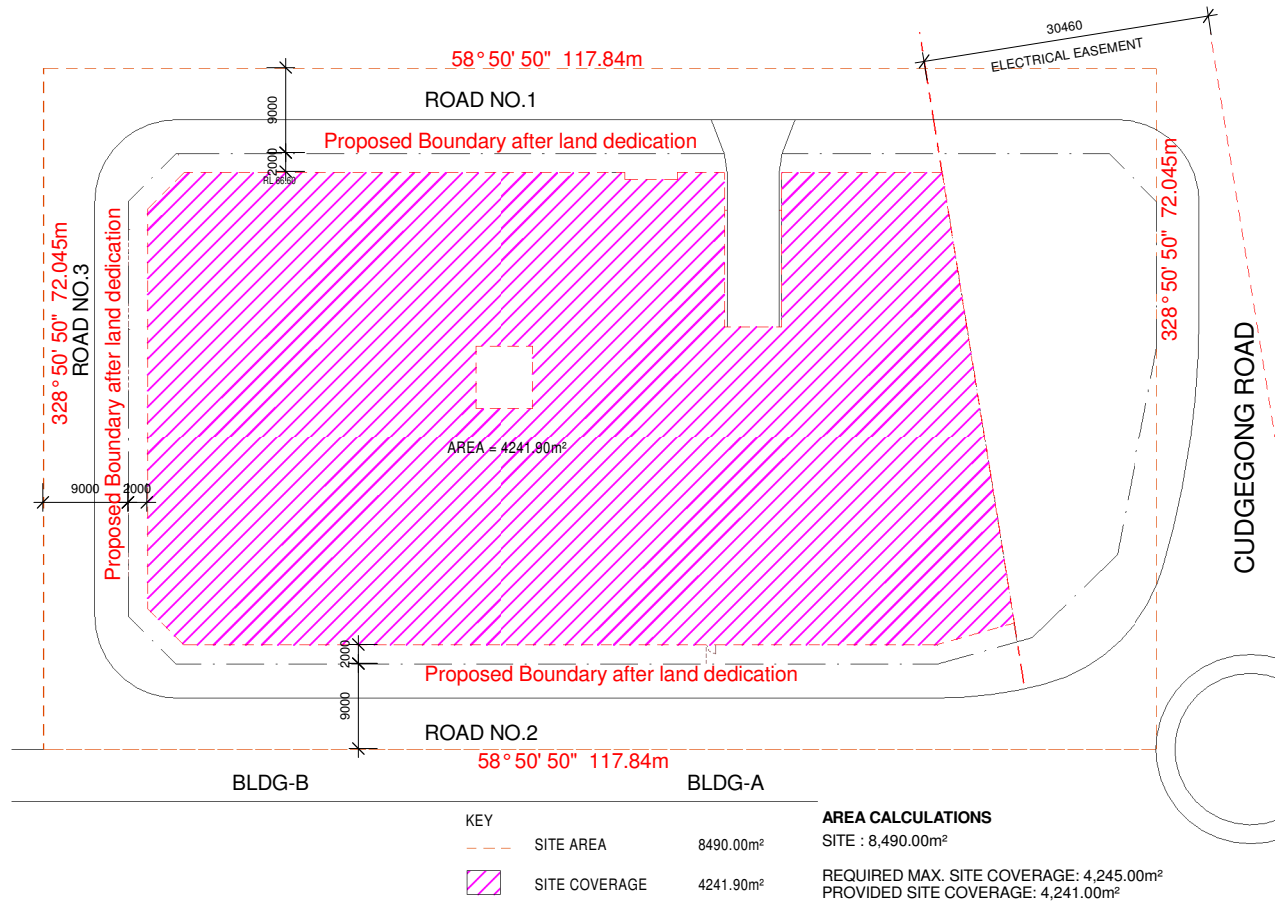 30460
ELECTRICAL EASEMENT
58° 50' 50" 117.84m
ROAD NO.1
9000
Proposed Boundary after land dedication
2000
RL 66.60
328° 50' 50" 72.045m
ROAD NO.3
Proposed Boundary after land dedication
328° 50' 50" 72.045m
CUDGEGONG ROAD
AREA = 4241.90m²
9000
2000
2000
Proposed Boundary after land dedication
9000
ROAD NO.2
58° 50' 50" 117.84m
BLDG-B
BLDG-A
KEY
SITE AREA 8490.00m²
SITE COVERAGE 4241.90m²
AREA CALCULATIONS
SITE : 8,490.00m²
REQUIRED MAX. SITE COVERAGE: 4,245.00m²
PROVIDED SITE COVERAGE: 4,241.00m²